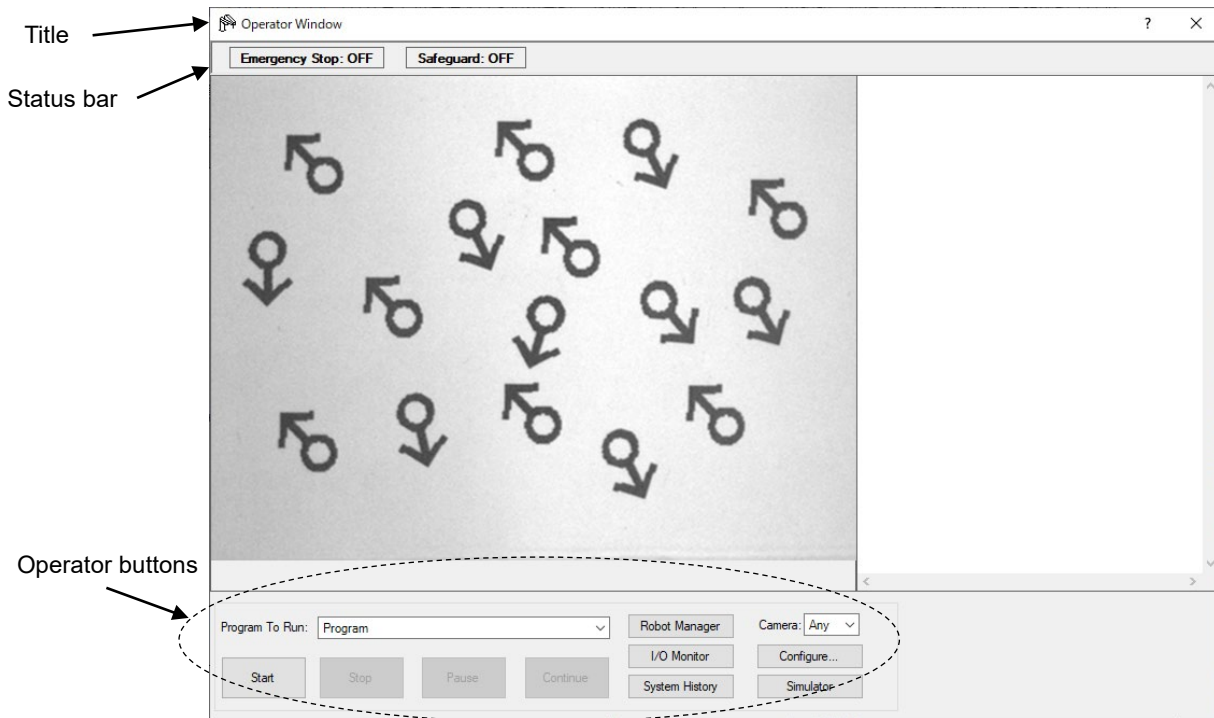 Title
Operator Window
?
Emergency Stop: OFF
Safeguard: OFF
Status bar
Operator buttons
Program To Run:
Program
Robot Manager
Camera:
Any
I/O Monitor
Configure...
Start
Stop
Pause
Continue
System History
Simulator